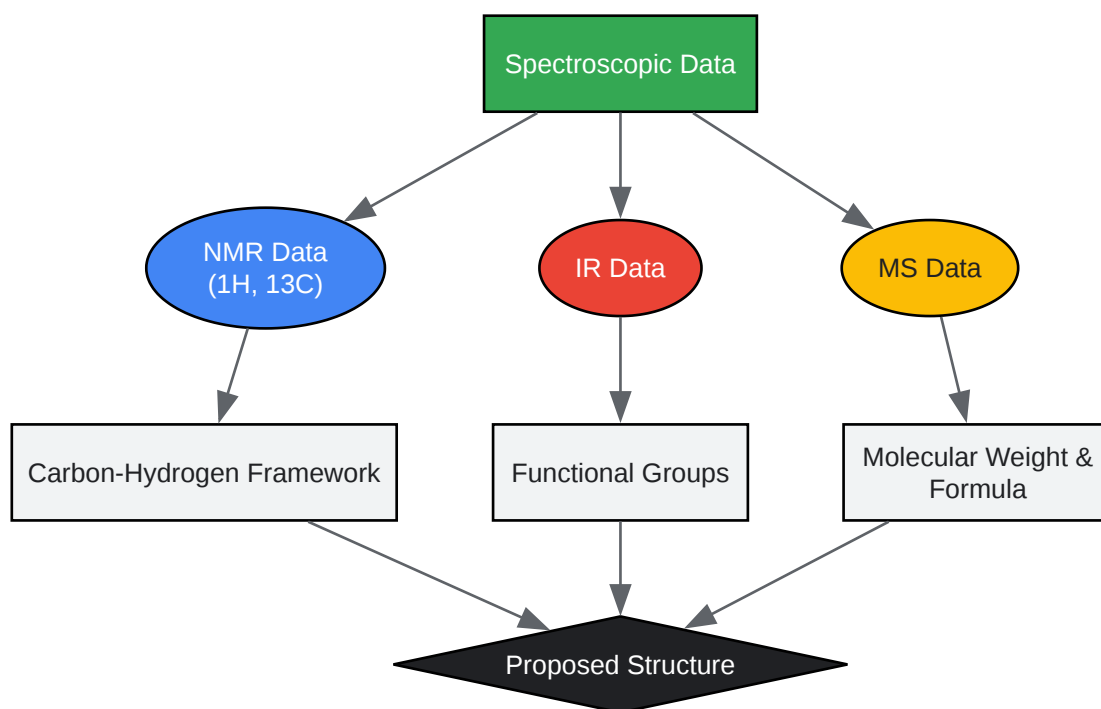 Spectroscopic Data
NMR Data
(1H, 13C)
IR Data
MS Data
Carbon-Hydrogen Framework
Functional Groups
Molecular Weight &
Formula
Proposed Structure